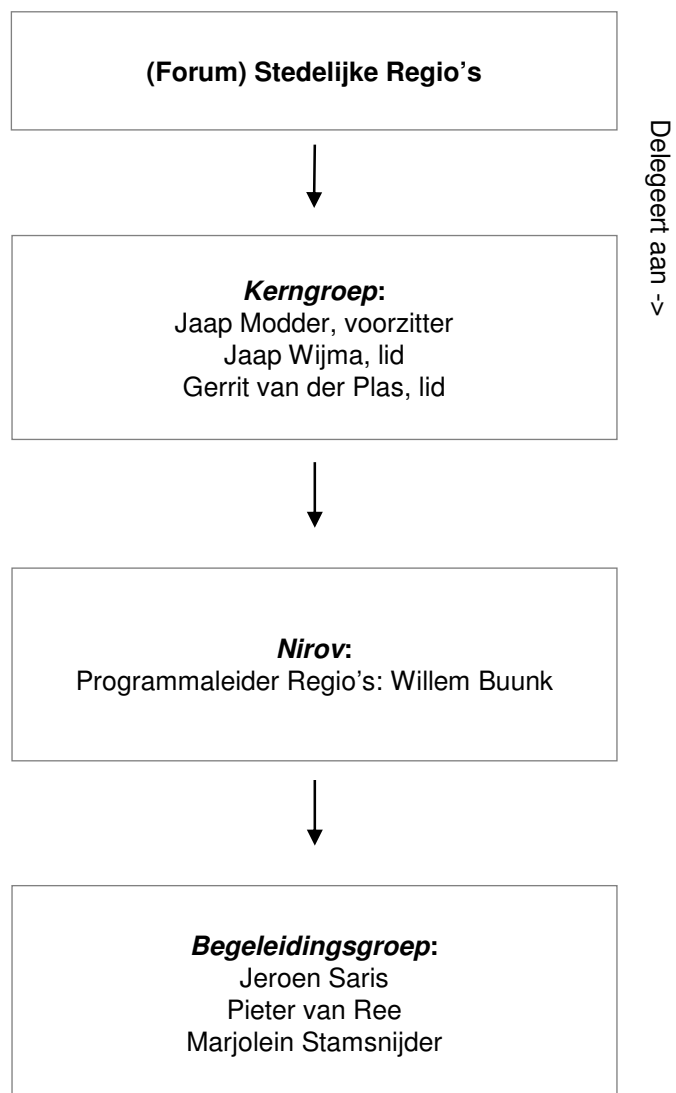 (Forum) Stedelijke Regio's
Delegeert aan ->
Kerngroep:
Jaap Modder, voorzitter
Jaap Wijma, lid
Gerrit van der Plas, lid
Nirov:
Programmaleider Regio's: Willem Buunk
Begeleidingsgroep:
Jeroen Saris
Pieter van Ree
Marjolein Stamsnijder